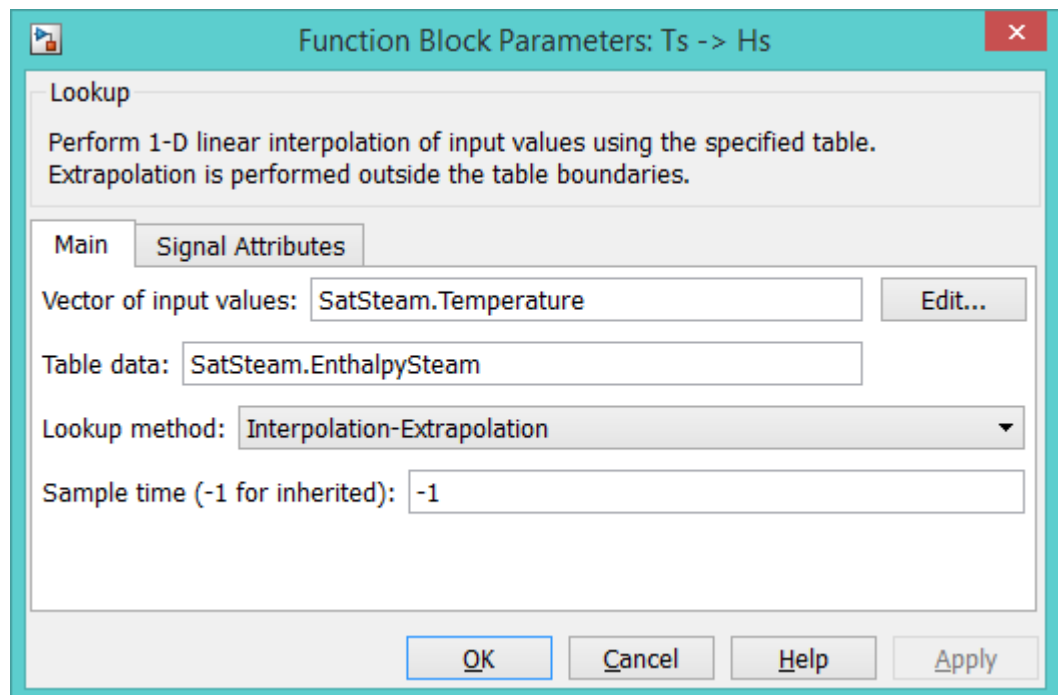 Function Block Parameters: Ts -> Hs
Lookup
Perform 1-D linear interpolation of input values using the specified table.
Extrapolation is performed outside the table boundaries.
Main Signal Attributes
Vector of input values: SatSteam.Temperature Edit...
Table data: SatSteam.EnthalpySteam
Lookup method: Interpolation-Extrapolation
Sample time (-1 for inherited): -1
OK Cancel Help Apply